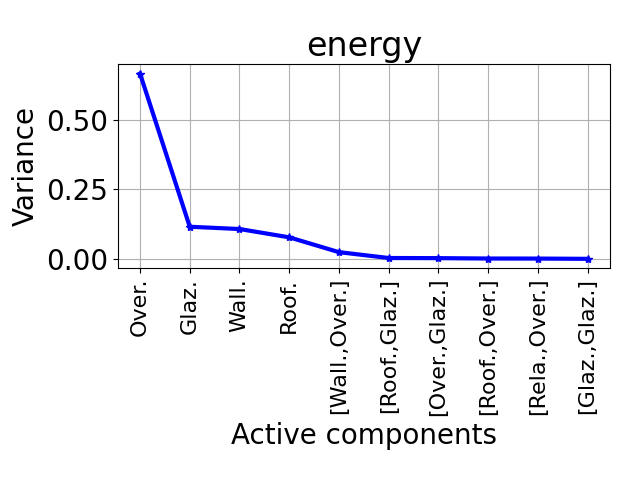 energy
Variance
0.50
0.25
0.00
Over.
Glaz.
Wall.
Roof.
[Wall.,Over.]
[Roof.,Glaz.]
[Over.,Glaz.]
[Roof.,Over.]
[Rela.,Over.]
[Glaz.,Glaz.]
Active components